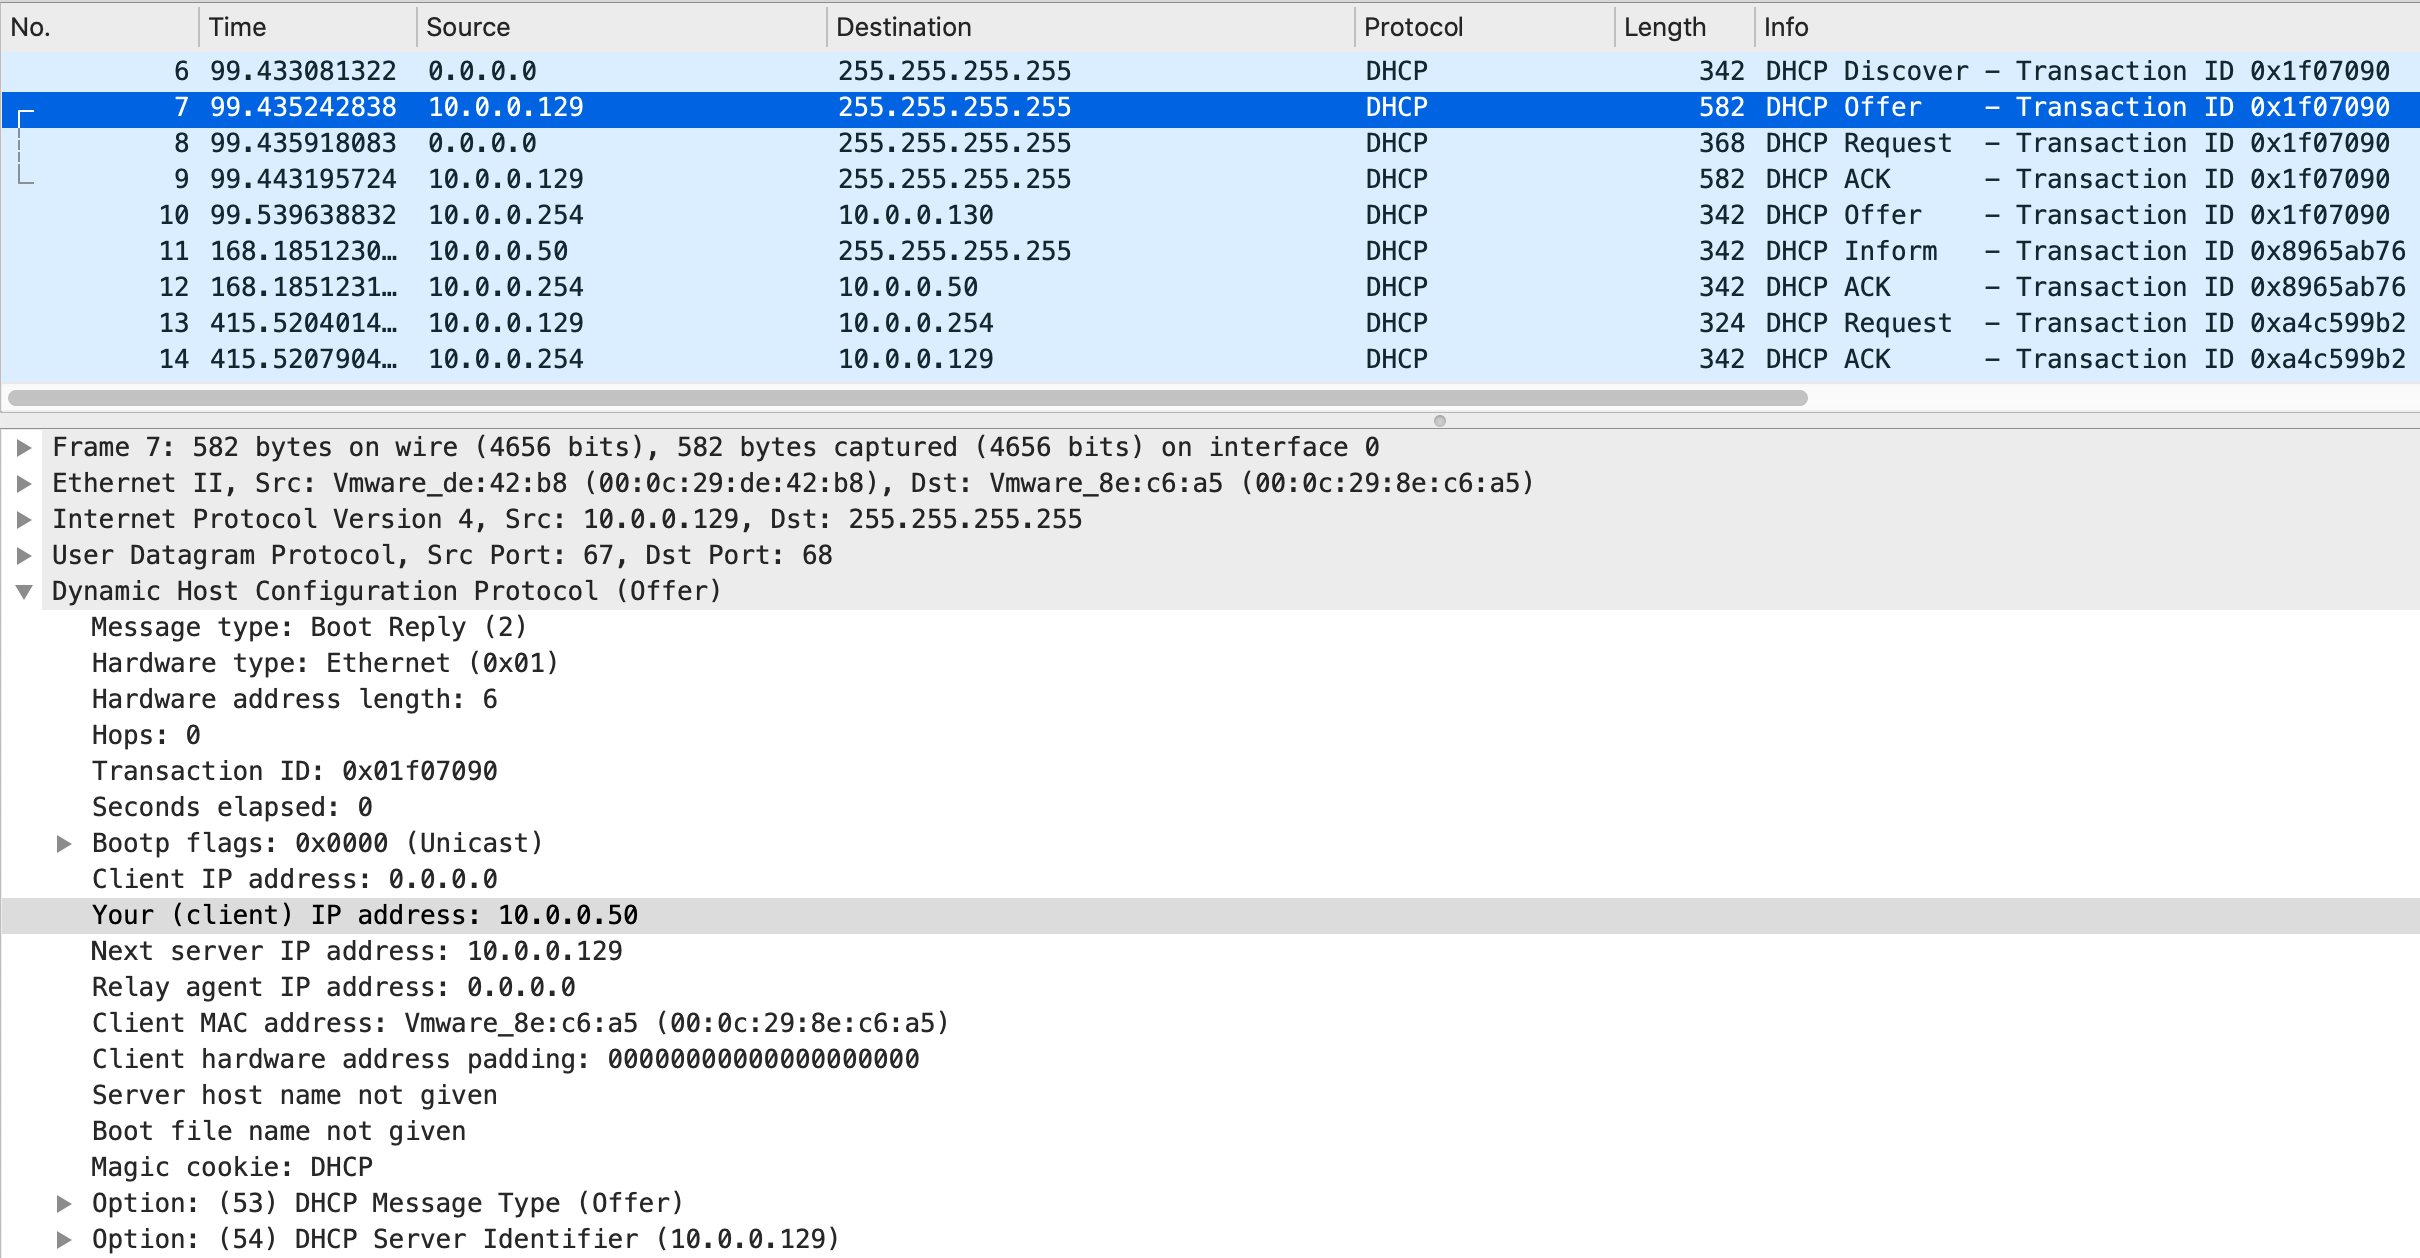 No. Time Source Destination Protocol Length Info
6 99.433081322 0.0.0.0 255.255.255.255 DHCP 342 DHCP Discover – Transaction ID 0x1f07090
7 99.435242838 10.0.0.129 255.255.255.255 DHCP 582 DHCP Offer – Transaction ID 0x1f07090
8 99.435918083 0.0.0.0 255.255.255.255 DHCP 368 DHCP Request – Transaction ID 0x1f07090
9 99.443195724 10.0.0.129 255.255.255.255 DHCP 582 DHCP ACK – Transaction ID 0x1f07090
10 99.539638832 10.0.0.254 10.0.0.130 DHCP 342 DHCP Offer – Transaction ID 0x1f07090
11 168.1851230… 10.0.0.50 255.255.255.255 DHCP 342 DHCP Inform – Transaction ID 0x8965ab76
12 168.1851231… 10.0.0.254 10.0.0.50 DHCP 342 DHCP ACK – Transaction ID 0x8965ab76
13 415.5204014… 10.0.0.129 10.0.0.254 DHCP 324 DHCP Request – Transaction ID 0xa4c599b2
14 415.5207904… 10.0.0.254 10.0.0.129 DHCP 342 DHCP ACK – Transaction ID 0xa4c599b2
Frame 7: 582 bytes on wire (4656 bits), 582 bytes captured (4656 bits) on interface 0
Ethernet II, Src: Vmware_de:42:b8 (00:0c:29:de:42:b8), Dst: Vmware_8e:c6:a5 (00:0c:29:8e:c6:a5)
Internet Protocol Version 4, Src: 10.0.0.129, Dst: 255.255.255.255
User Datagram Protocol, Src Port: 67, Dst Port: 68
Dynamic Host Configuration Protocol (Offer)
Message type: Boot Reply (2)
Hardware type: Ethernet (0x01)
Hardware address length: 6
Hops: 0
Transaction ID: 0x01f07090
Seconds elapsed: 0
Bootp flags: 0x0000 (Unicast)
Client IP address: 0.0.0.0
Your (client) IP address: 10.0.0.50
Next server IP address: 10.0.0.129
Relay agent IP address: 0.0.0.0
Client MAC address: Vmware_8e:c6:a5 (00:0c:29:8e:c6:a5)
Client hardware address padding: 00000000000000000000
Server host name not given
Boot file name not given
Magic cookie: DHCP
Option: (53) DHCP Message Type (Offer)
Option: (54) DHCP Server Identifier (10.0.0.129)